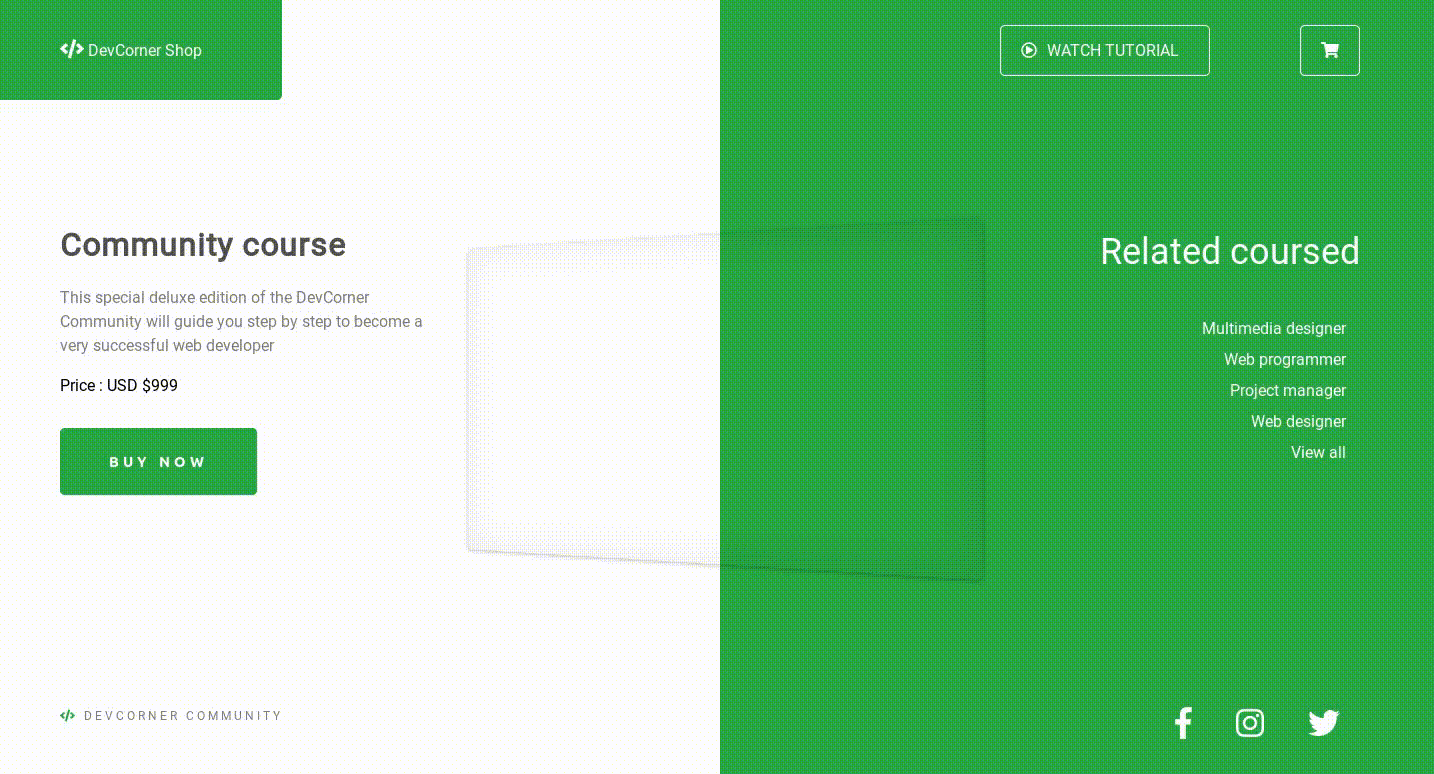 DevCorner Shop
WATCH TUTORIAL
Community course
This special deluxe edition of the DevCorner
Community will guide you step by step to become a
very successful web developer
Price : USD $999
BUY NOW
Related coursed
Multimedia designer
Web programmer
Project manager
Web designer
View all
DEVCORNER COMMUNITY